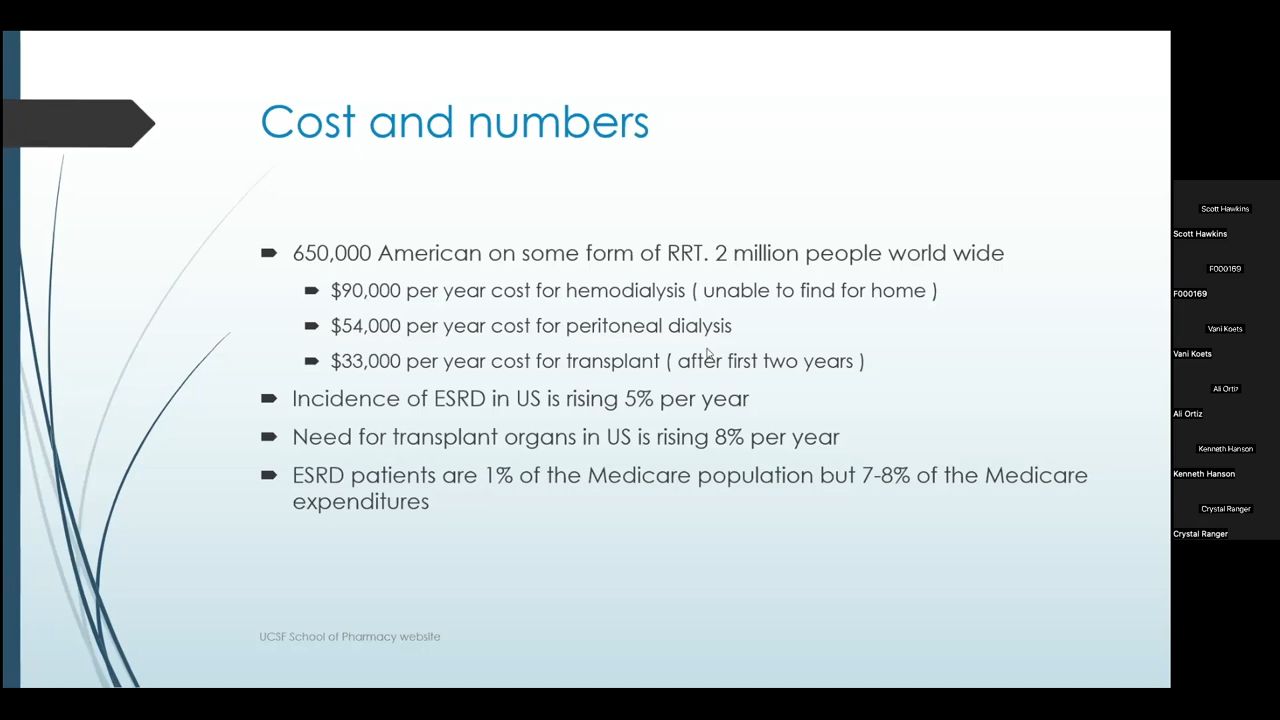 Cost and numbers
650,000 American on some form of RRT. 2 million people world wide
$90,000 per year cost for hemodialysis ( unable to find for home )
$54,000 per year cost for peritoneal dialysis
$33,000 per year cost for transplant ( after first two years )
Incidence of ESRD in US is rising 5% per year
Need for transplant organs in US is rising 8% per year
ESRD patients are 1% of the Medicare population but 7-8% of the Medicare
expenditures
UCSF School of Pharmacy website
Scott Hawkins
Scott Hawkins
F000169
F000169
Vani Koets
Vani Koets
Ali Ortiz
Ali Ortiz
Kenneth Hanson
Kenneth Hanson
Crystal Ranger
Crystal Ranger